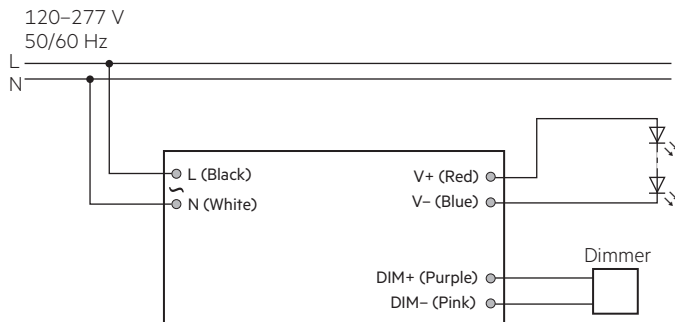 120–277 V
50/60 Hz
L
N
L (Black)
~
N (White)
V+ (Red)
V– (Blue)
Dimmer
DIM+ (Purple)
DIM– (Pink)